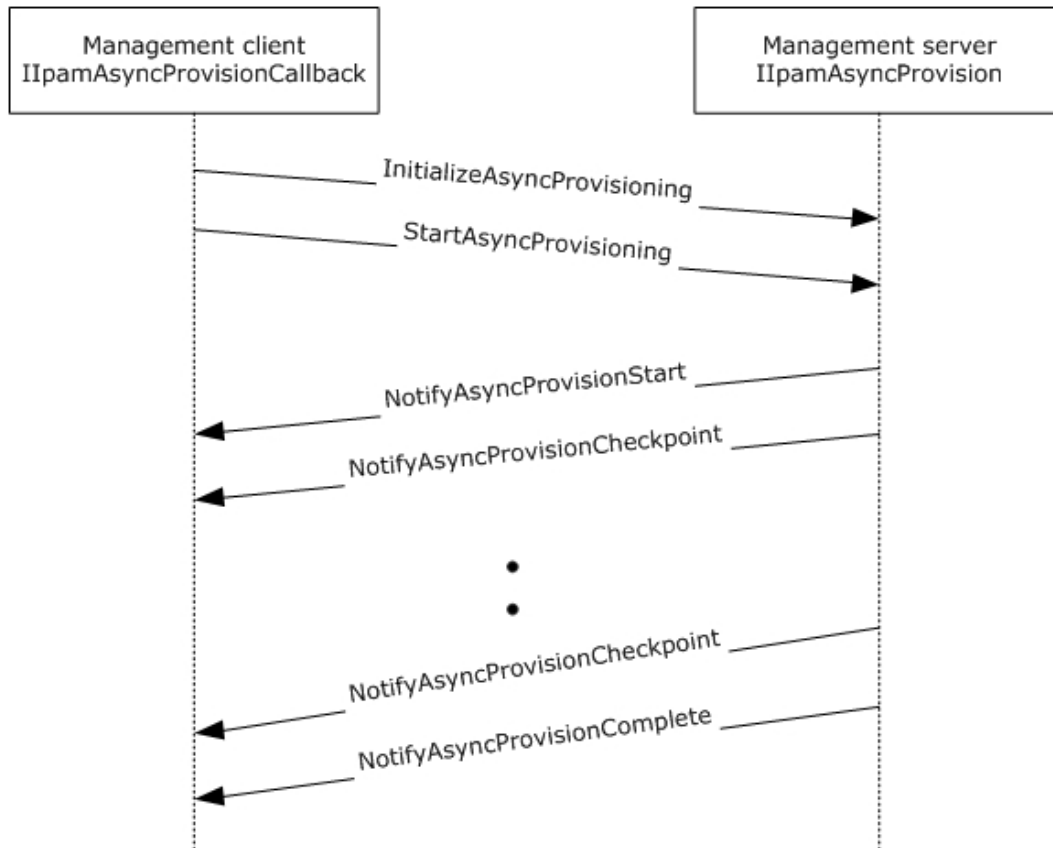 Management client
IIpamAsyncProvisionCallback
Management server
IIpamAsyncProvision
InitializeAsyncProvisioning
StartAsyncProvisioning
NotifyAsyncProvisionStart
NotifyAsyncProvisionCheckpoint
NotifyAsyncProvisionCheckpoint
NotifyAsyncProvisionComplete